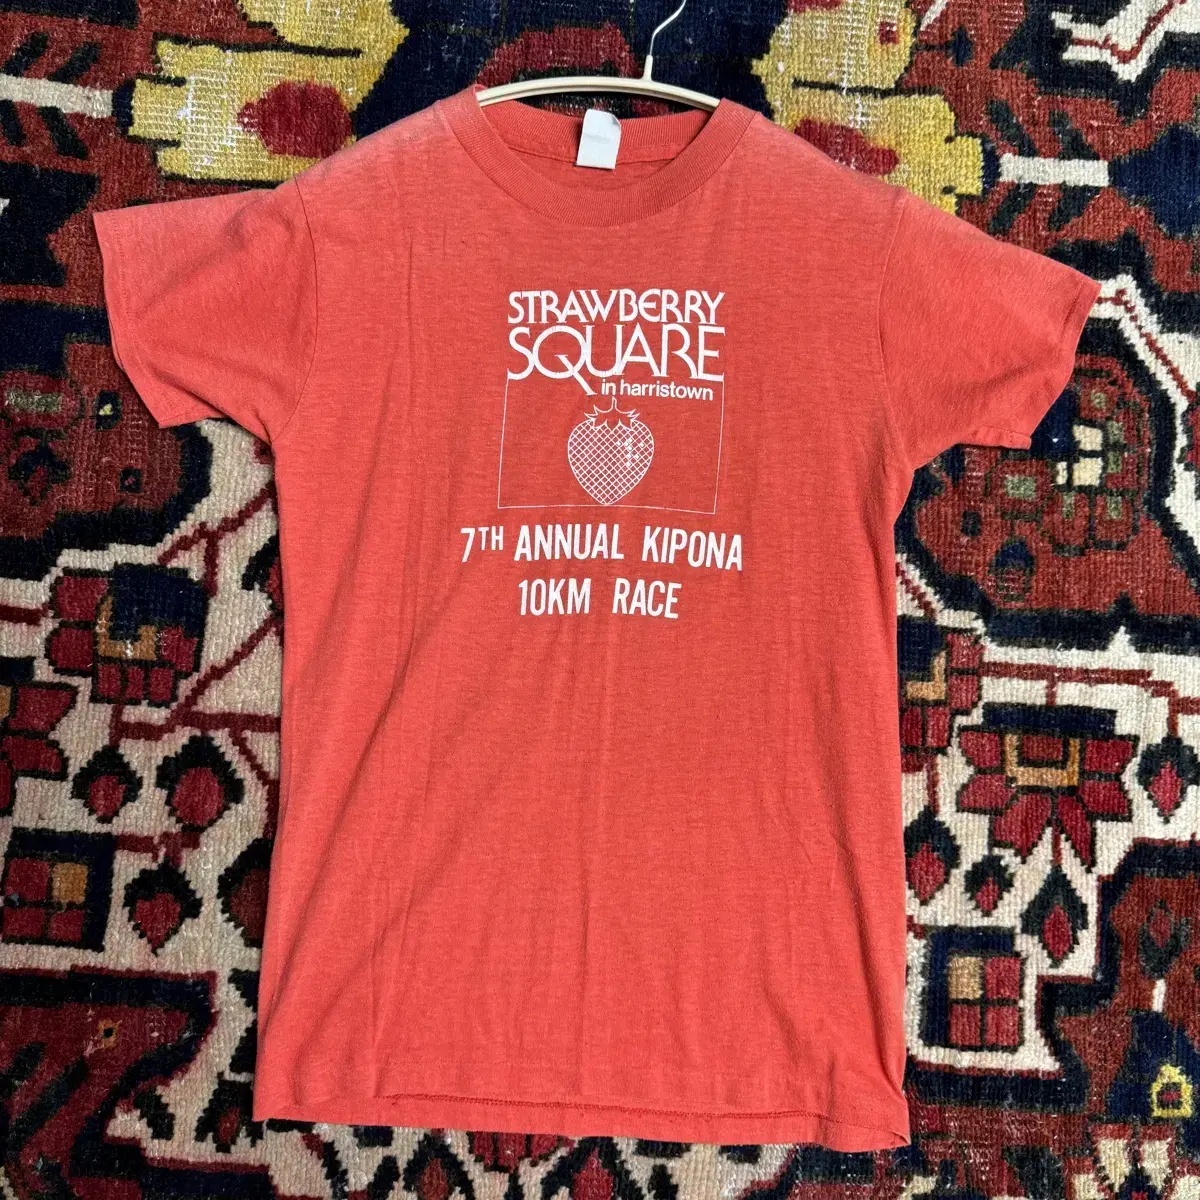 STRAWBERRY
SQUARE
in harristown
7TH ANNUAL KIPONA
10KM RACE